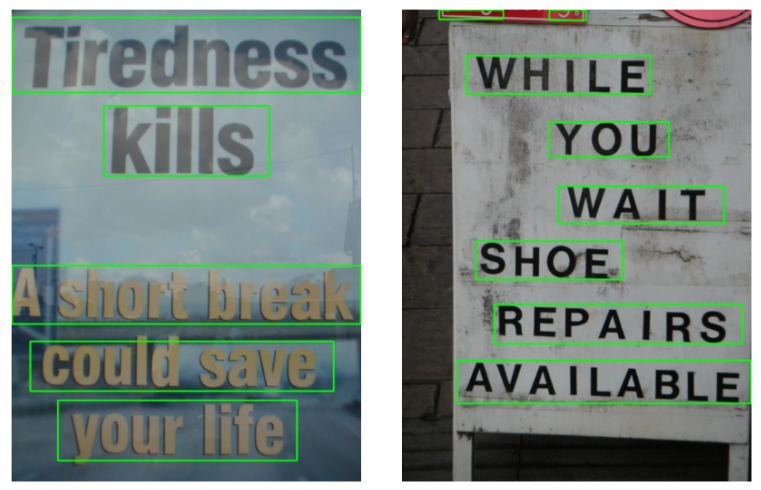 Tiredness
kills
A short break
could save
your life
WHILE
YOU
WAIT
SHOE
REPAIRS
AVAILABLE